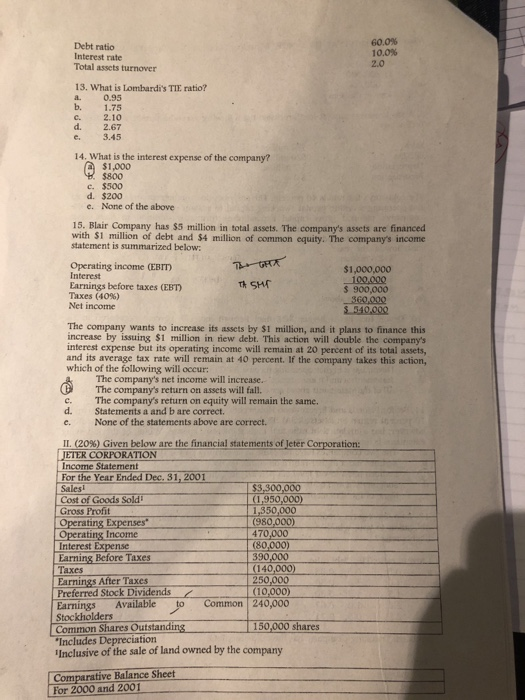 Debt ratio 60.0%
Interest rate 10.0%
Total assets turnover 2.0
13. What is Lombardi's TIE ratio?
a. 0.95
b. 1.75
c. 2.10
d. 2.67
e. 3.45
14. What is the interest expense of the company?
a. $1,000
b. $800
c. $500
d. $200
e. None of the above
15. Blair Company has $5 million in total assets. The company's assets are financed
with $1 million of debt and $4 million of common equity. The company's income
statement is summarized below:
Operating income (EBIT) $1,000,000
Interest 100,000
Earnings before taxes (EBT) $ 900,000
Taxes (40%) 360,000
Net income $ 540,000
The company wants to increase its assets by $1 million, and it plans to finance this
increase by issuing $1 million in new debt. This action will double the company's
interest expense but its operating income will remain at 20 percent of its total assets,
and its average tax rate will remain at 40 percent. If the company takes this action,
which of the following will occur:
The company's net income will increase.
b The company's return on assets will fall.
c. The company's return on equity will remain the same.
d. Statements a and b are correct.
e. None of the statements above are correct.
II. (20%) Given below are the financial statements of Jeter Corporation:
JETER CORPORATION
Income Statement
For the Year Ended Dec. 31, 2001
Sales¹ $3,300,000
Cost of Goods Sold¹ (1,950,000)
Gross Profit 1,350,000
Operating Expenses* (980,000)
Operating Income 470,000
Interest Expense (80,000)
Earning Before Taxes 390,000
Taxes (140,000)
Earnings After Taxes 250,000
Preferred Stock Dividends (10,000)
Earnings Available to Common 240,000
Stockholders
Common Shares Outstanding 150,000 shares
*Includes Depreciation
¹Inclusive of the sale of land owned by the company
Comparative Balance Sheet
For 2000 and 2001